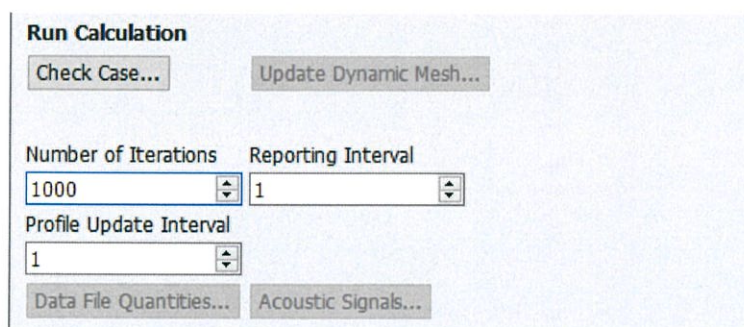 Run Calculation
Check Case... Update Dynamic Mesh...
Number of Iterations Reporting Interval
1000 1
Profile Update Interval
1
Data File Quantities... Acoustic Signals...